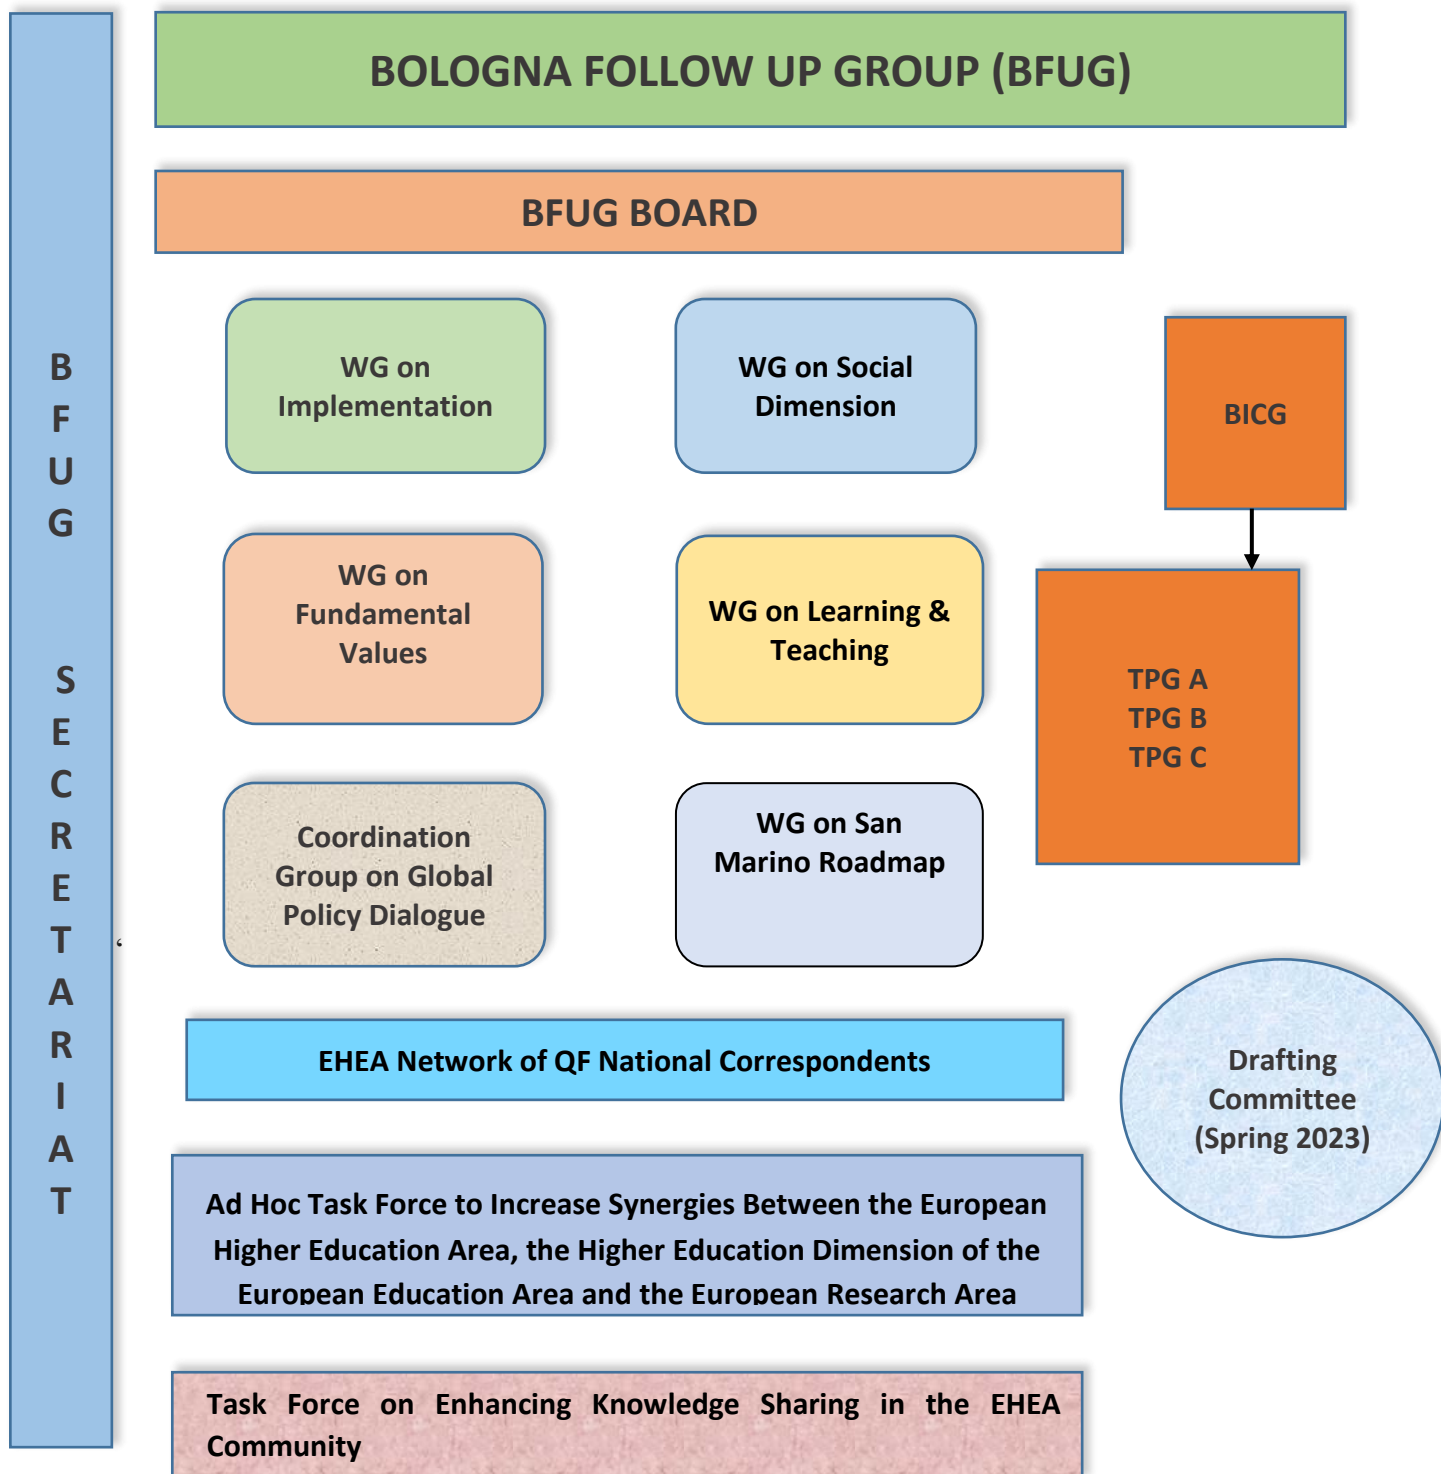 BOLOGNA FOLLOW UP GROUP (BFUG)
BFUG BOARD
B
F
U
G
S
E
C
R
E
T
A
R
I
A
T
WG on
Implementation
WG on Social
Dimension
BICG
WG on
Fundamental
Values
WG on Learning &
Teaching
TPG A
TPG B
TPG C
Coordination
Group on Global
Policy Dialogue
WG on San
Marino Roadmap
‘
EHEA Network of QF National Correspondents
Drafting
Committee
(Spring 2023)
Ad Hoc Task Force to Increase Synergies Between the European
Higher Education Area, the Higher Education Dimension of the
European Education Area and the European Research Area
Task Force on Enhancing Knowledge Sharing in the EHEA
Community